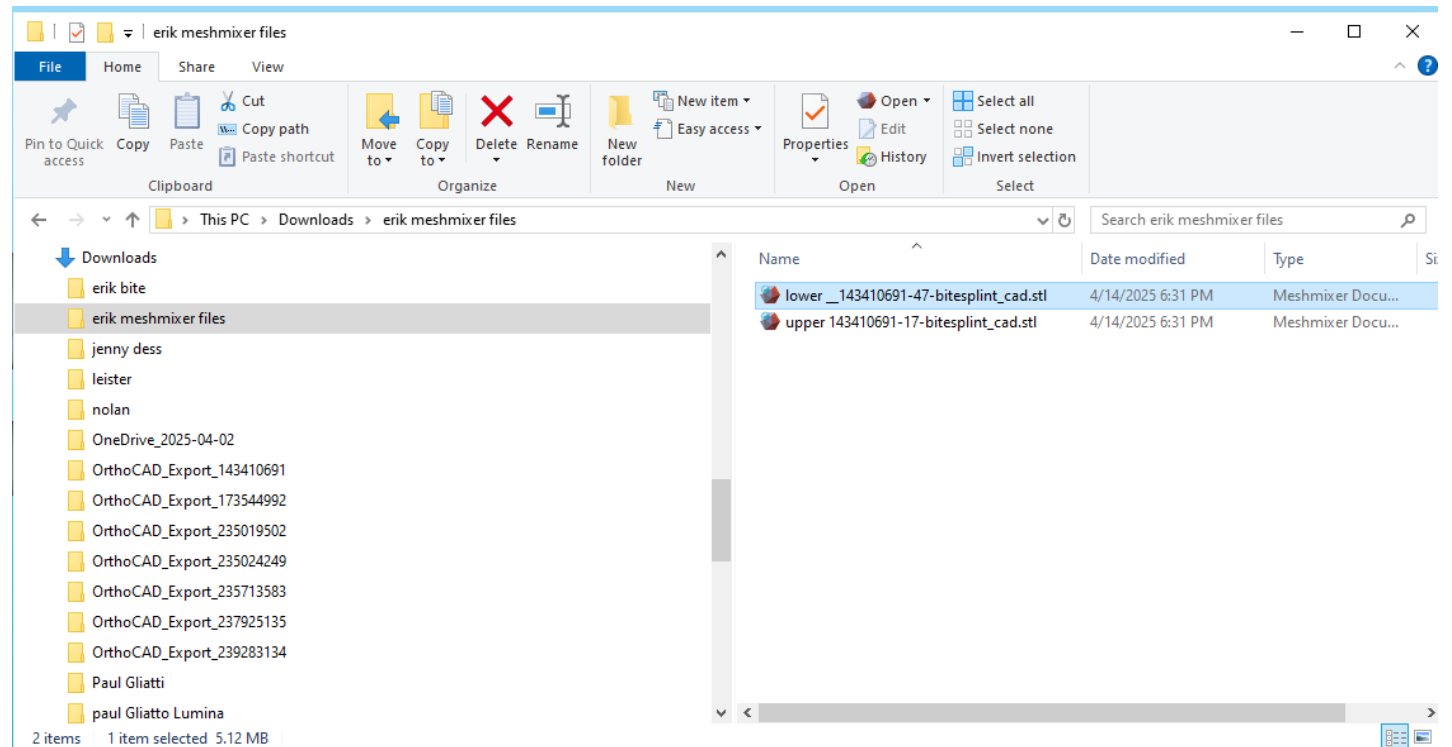 erik meshmixer files
File Home Share View
Pin to Quick access
Copy
Paste
Cut
Copy path
Paste shortcut
Clipboard
Move to
Copy to
Delete
Rename
Organize
New folder
New item
Easy access
New
Properties
Open
Edit
History
Open
Select all
Select none
Invert selection
Select
This PC > Downloads > erik meshmixer files
Search erik meshmixer files
Downloads
erik bite
erik meshmixer files
jenny dess
leister
nolan
OneDrive_2025-04-02
OrthoCAD_Export_143410691
OrthoCAD_Export_173544992
OrthoCAD_Export_235019502
OrthoCAD_Export_235024249
OrthoCAD_Export_235713583
OrthoCAD_Export_237925135
OrthoCAD_Export_239283134
Paul Gliatti
paul Gliatto Lumina
Name Date modified Type Si
lower __143410691-47-bitesplint_cad.stl 4/14/2025 6:31 PM Meshmixer Docu...
upper 143410691-17-bitesplint_cad.stl 4/14/2025 6:31 PM Meshmixer Docu...
2 items 1 item selected 5.12 MB